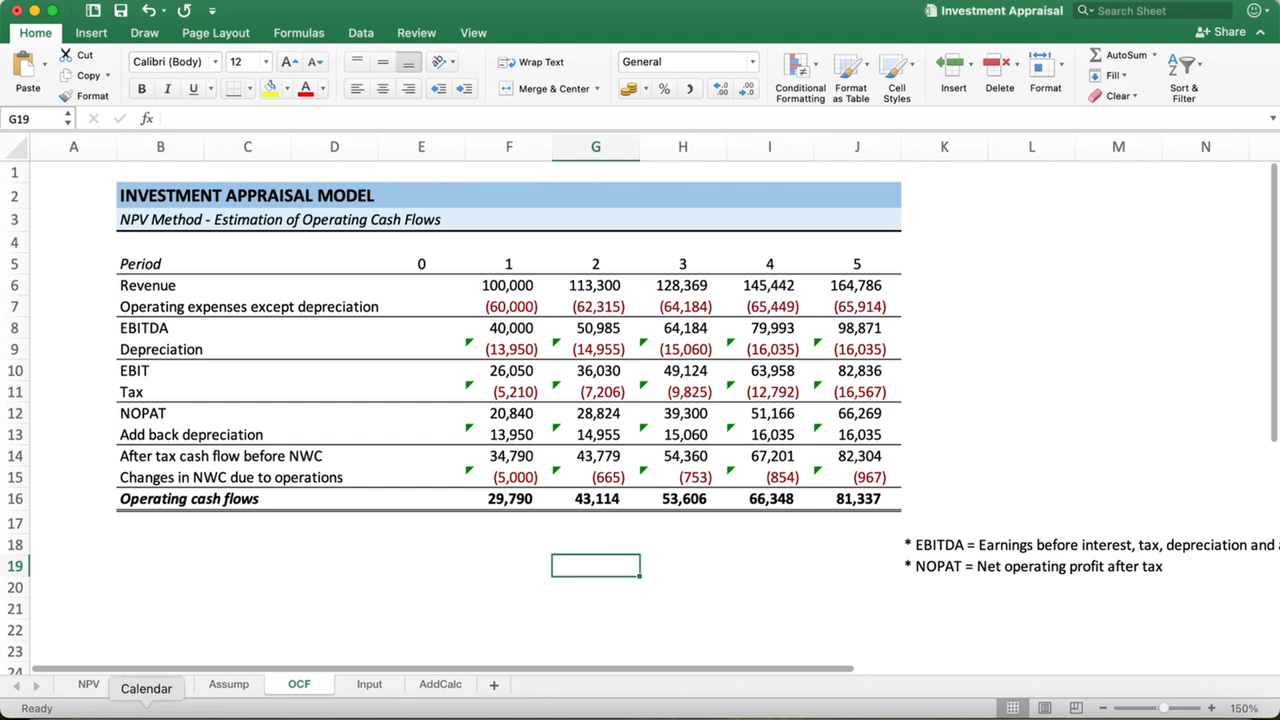 Investment Appraisal
Search Sheet
Home Insert Draw Page Layout Formulas Data Review View
Share
Paste
Cut
Copy
Format
Calibri (Body) 12
B I U
Wrap Text
Merge & Center
General
Conditional Formatting
Format as Table
Cell Styles
Insert
Delete
Format
AutoSum
Fill
Clear
Sort & Filter
G19 fx
A B C D E F G H I J K L M N
1
2 INVESTMENT APPRAISAL MODEL
3 NPV Method - Estimation of Operating Cash Flows
4
5 Period 0 1 2 3 4 5
6 Revenue 100,000 113,300 128,369 145,442 164,786
7 Operating expenses except depreciation (60,000) (62,315) (64,184) (65,449) (65,914)
8 EBITDA 40,000 50,985 64,184 79,993 98,871
9 Depreciation (13,950) (14,955) (15,060) (16,035) (16,035)
10 EBIT 26,050 36,030 49,124 63,958 82,836
11 Tax (5,210) (7,206) (9,825) (12,792) (16,567)
12 NOPAT 20,840 28,824 39,300 51,166 66,269
13 Add back depreciation 13,950 14,955 15,060 16,035 16,035
14 After tax cash flow before NWC 34,790 43,779 54,360 67,201 82,304
15 Changes in NWC due to operations (5,000) (665) (753) (854) (967)
16 Operating cash flows 29,790 43,114 53,606 66,348 81,337
17
18 * EBITDA = Earnings before interest, tax, depreciation and
19 * NOPAT = Net operating profit after tax
20
21
22
23
24
NPV Calendar Assump OCF Input AddCalc
Ready 150%